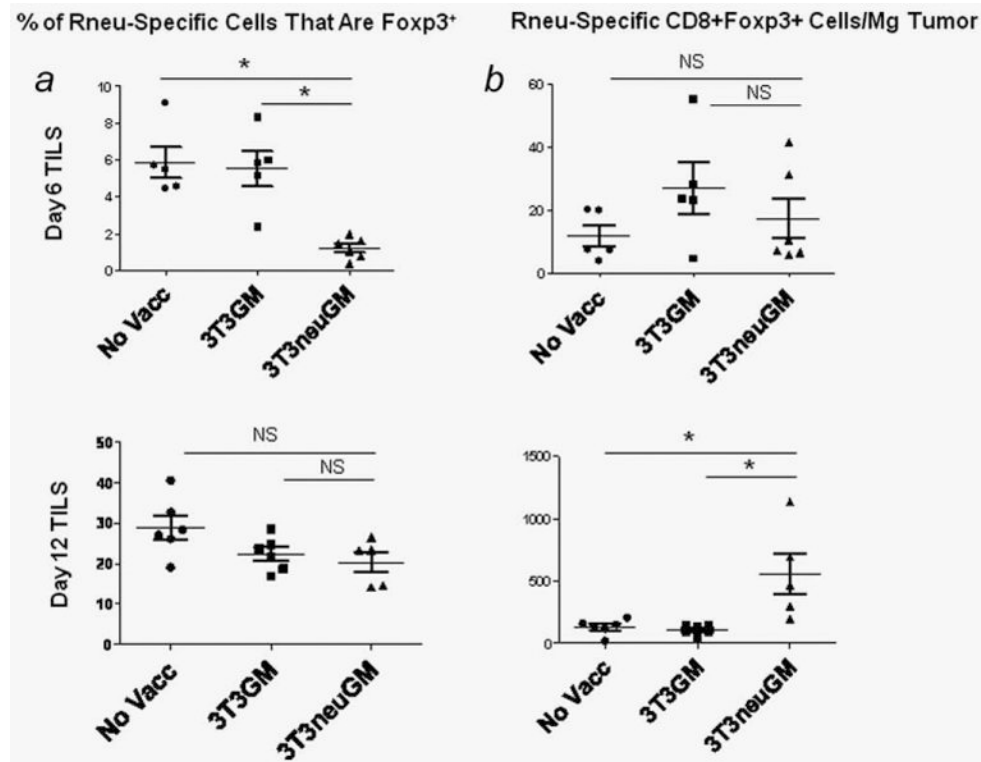 % of Rneu-Specific Cells That Are Foxp3⁺
Rneu-Specific CD8+Foxp3+ Cells/Mg Tumor
a
Day 6 TILS
10
8
6
4
2
0
*
*
No Vacc
3T3GM
3T3neuGM
b
60
40
20
0
NS
NS
No Vacc
3T3GM
3T3neuGM
Day 12 TILS
50
40
30
20
10
0
NS
NS
No Vacc
3T3GM
3T3neuGM
1500
1000
500
0
*
*
No Vacc
3T3GM
3T3neuGM